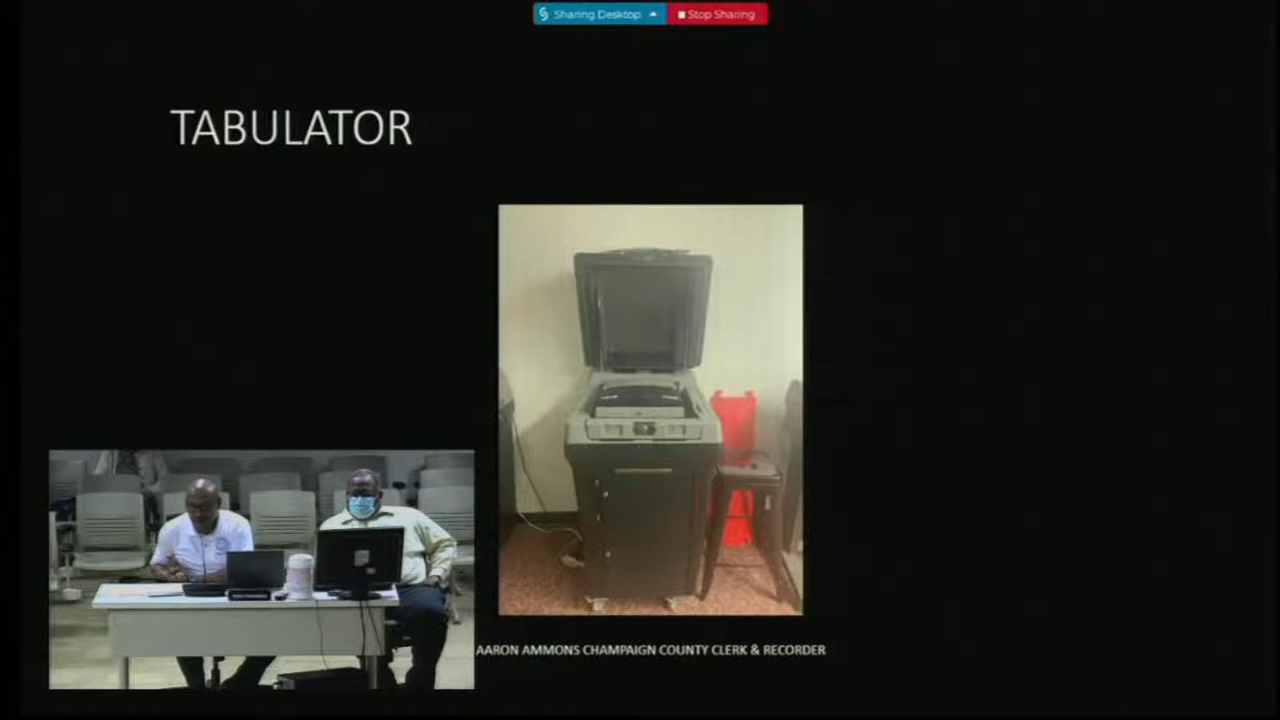 Sharing Desktop
Stop Sharing
TABULATOR
AARON AMMONS CHAMPAIGN COUNTY CLERK & RECORDER